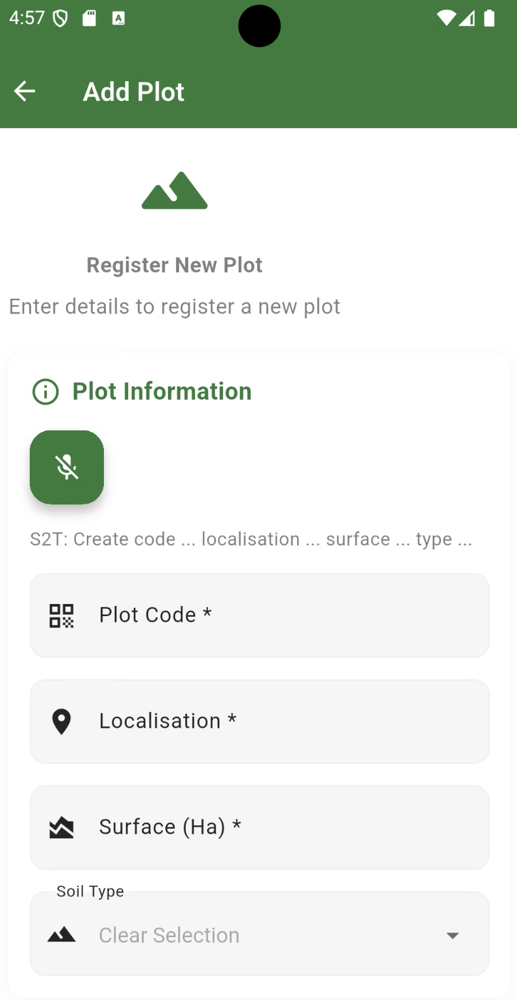 4:57
Add Plot
Register New Plot
Enter details to register a new plot
Plot Information
S2T: Create code ... localisation ... surface ... type ...
Plot Code *
Localisation *
Surface (Ha) *
Soil Type
Clear Selection